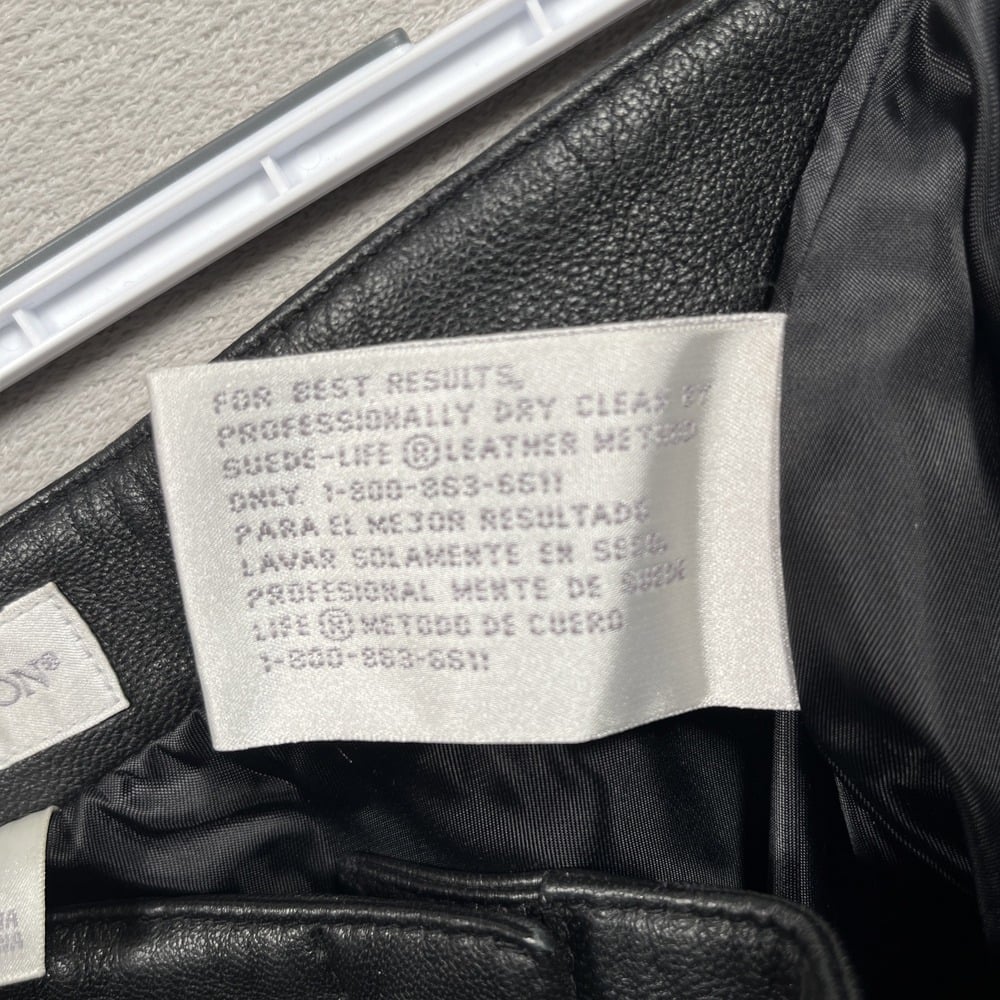 FOR BEST RESULTS,
PROFESSIONALLY DRY CLEAN BY
SUEDE-LIFE ® LEATHER METHOD
ONLY. 1-800-863-6611
PARA EL MEJOR RESULTADO
LAVAR SOLAMENTE EN SECO,
PROFESIONAL MENTE DE SUEDE
LIFE ® METODO DE CUERO
1-800-863-6611
ON®